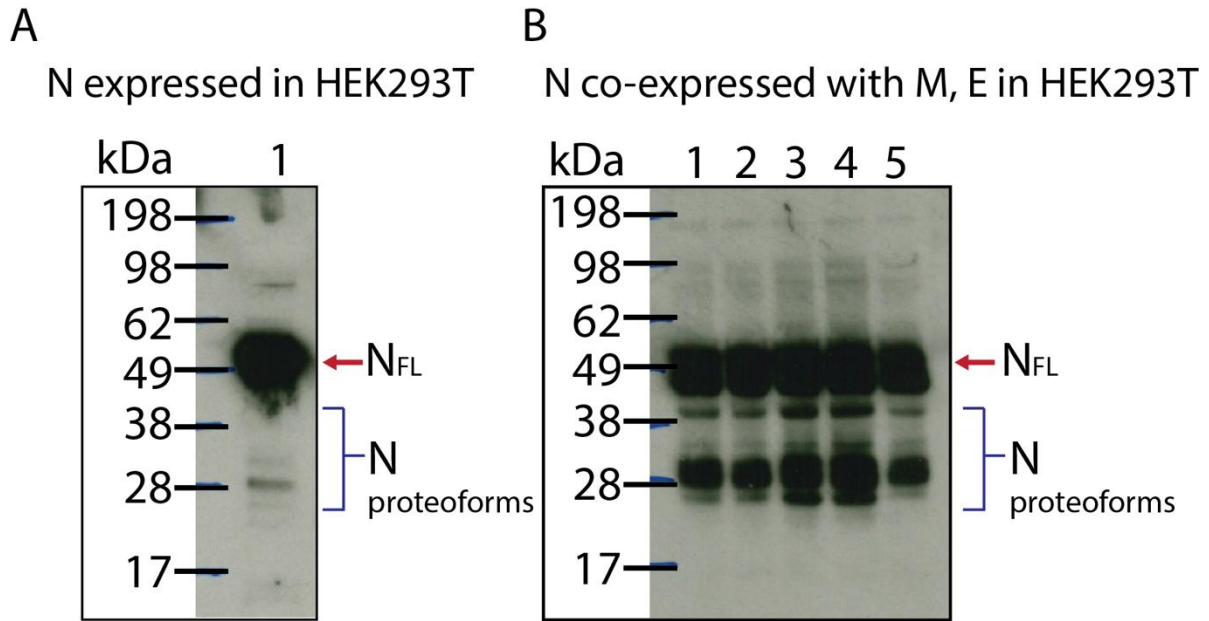 A
N expressed in HEK293T
kDa 1
198
98
62
49
38
28
17
NFL
N
proteoforms
B
N co-expressed with M, E in HEK293T
kDa 1 2 3 4 5
198
98
62
49
38
28
17
NFL
N
proteoforms